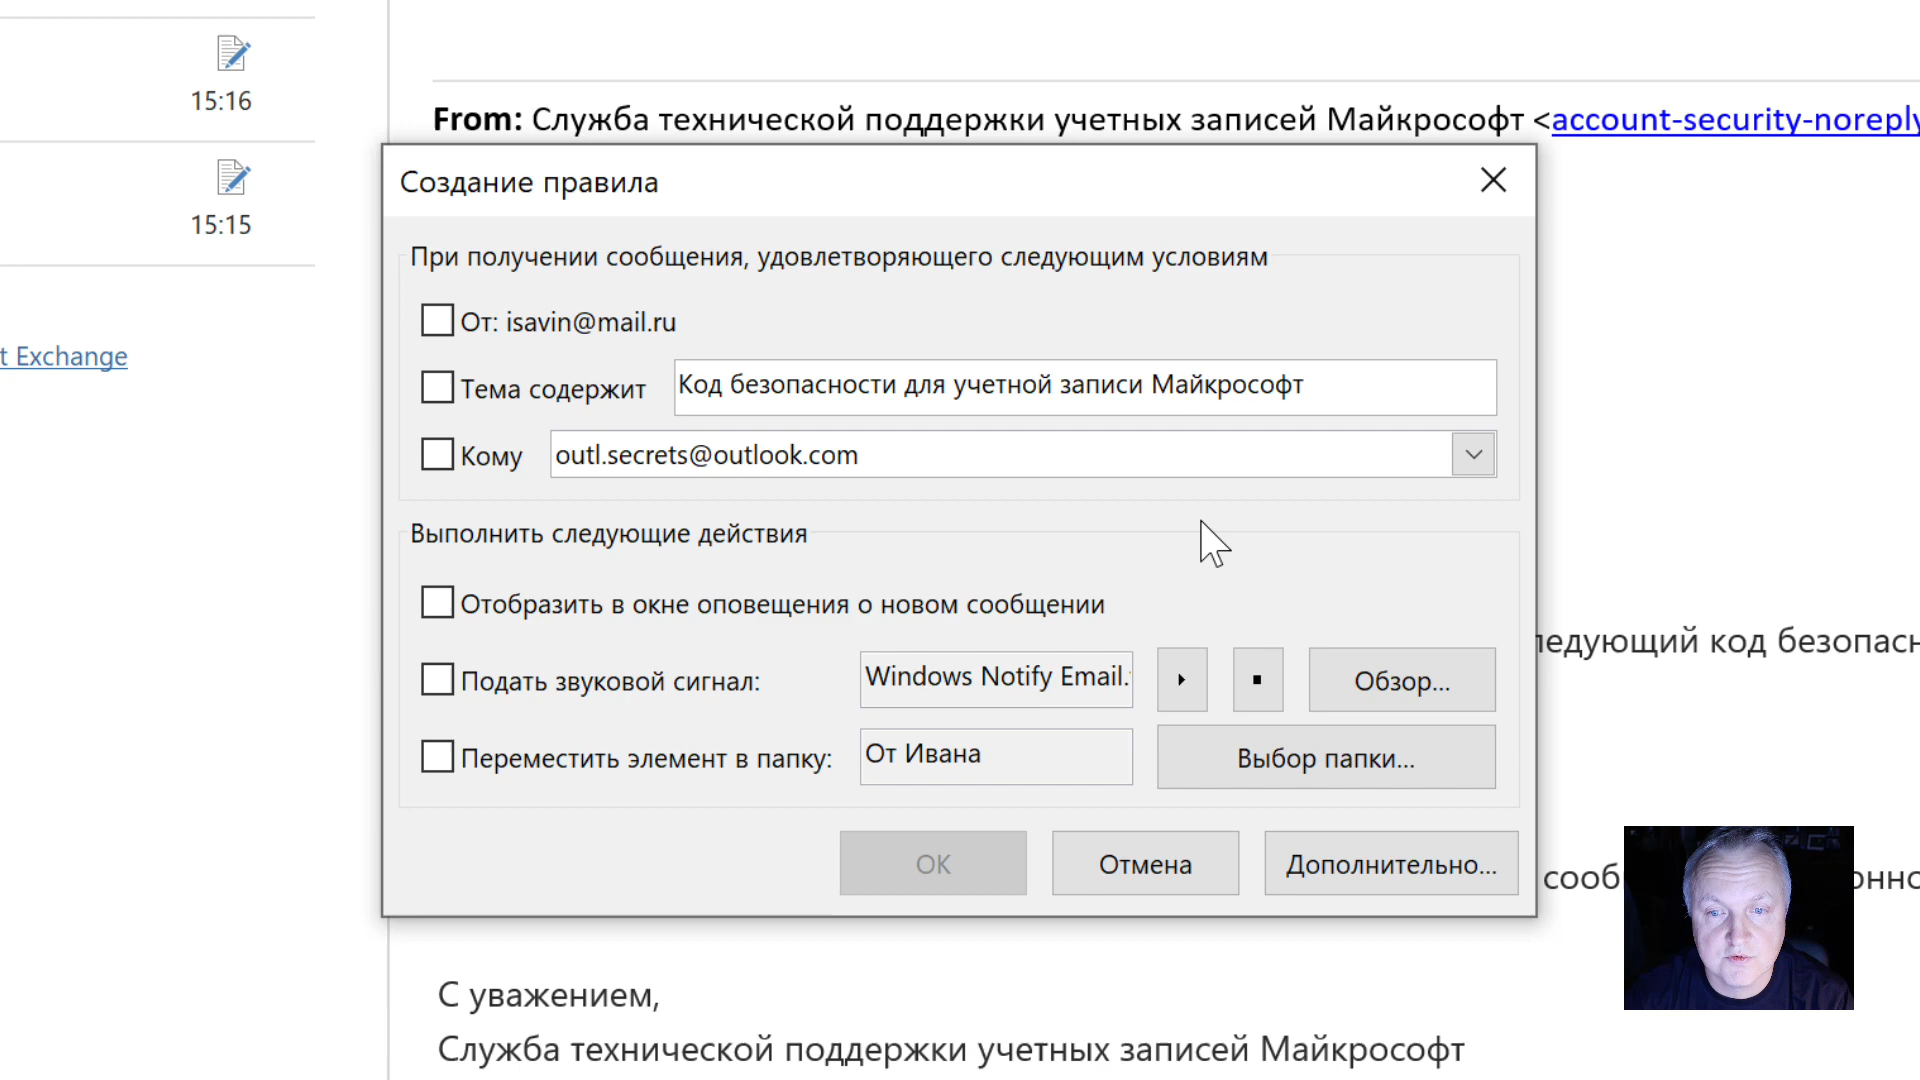 15:16
15:15
t Exchange
From: Служба технической поддержки учетных записей Майкрософт <account-security-noreply
Создание правила
При получении сообщения, удовлетворяющего следующим условиям
От: isavin@mail.ru
Тема содержит Код безопасности для учетной записи Майкрософт
Кому outl.secrets@outlook.com
Выполнить следующие действия
Отобразить в окне оповещения о новом сообщении
Подать звуковой сигнал: Windows Notify Email. Обзор...
Переместить элемент в папку: От Ивана Выбор папки...
OK Отмена Дополнительно...
ледующий код безопасн
сооб онно
С уважением,
Служба технической поддержки учетных записей Майкрософт